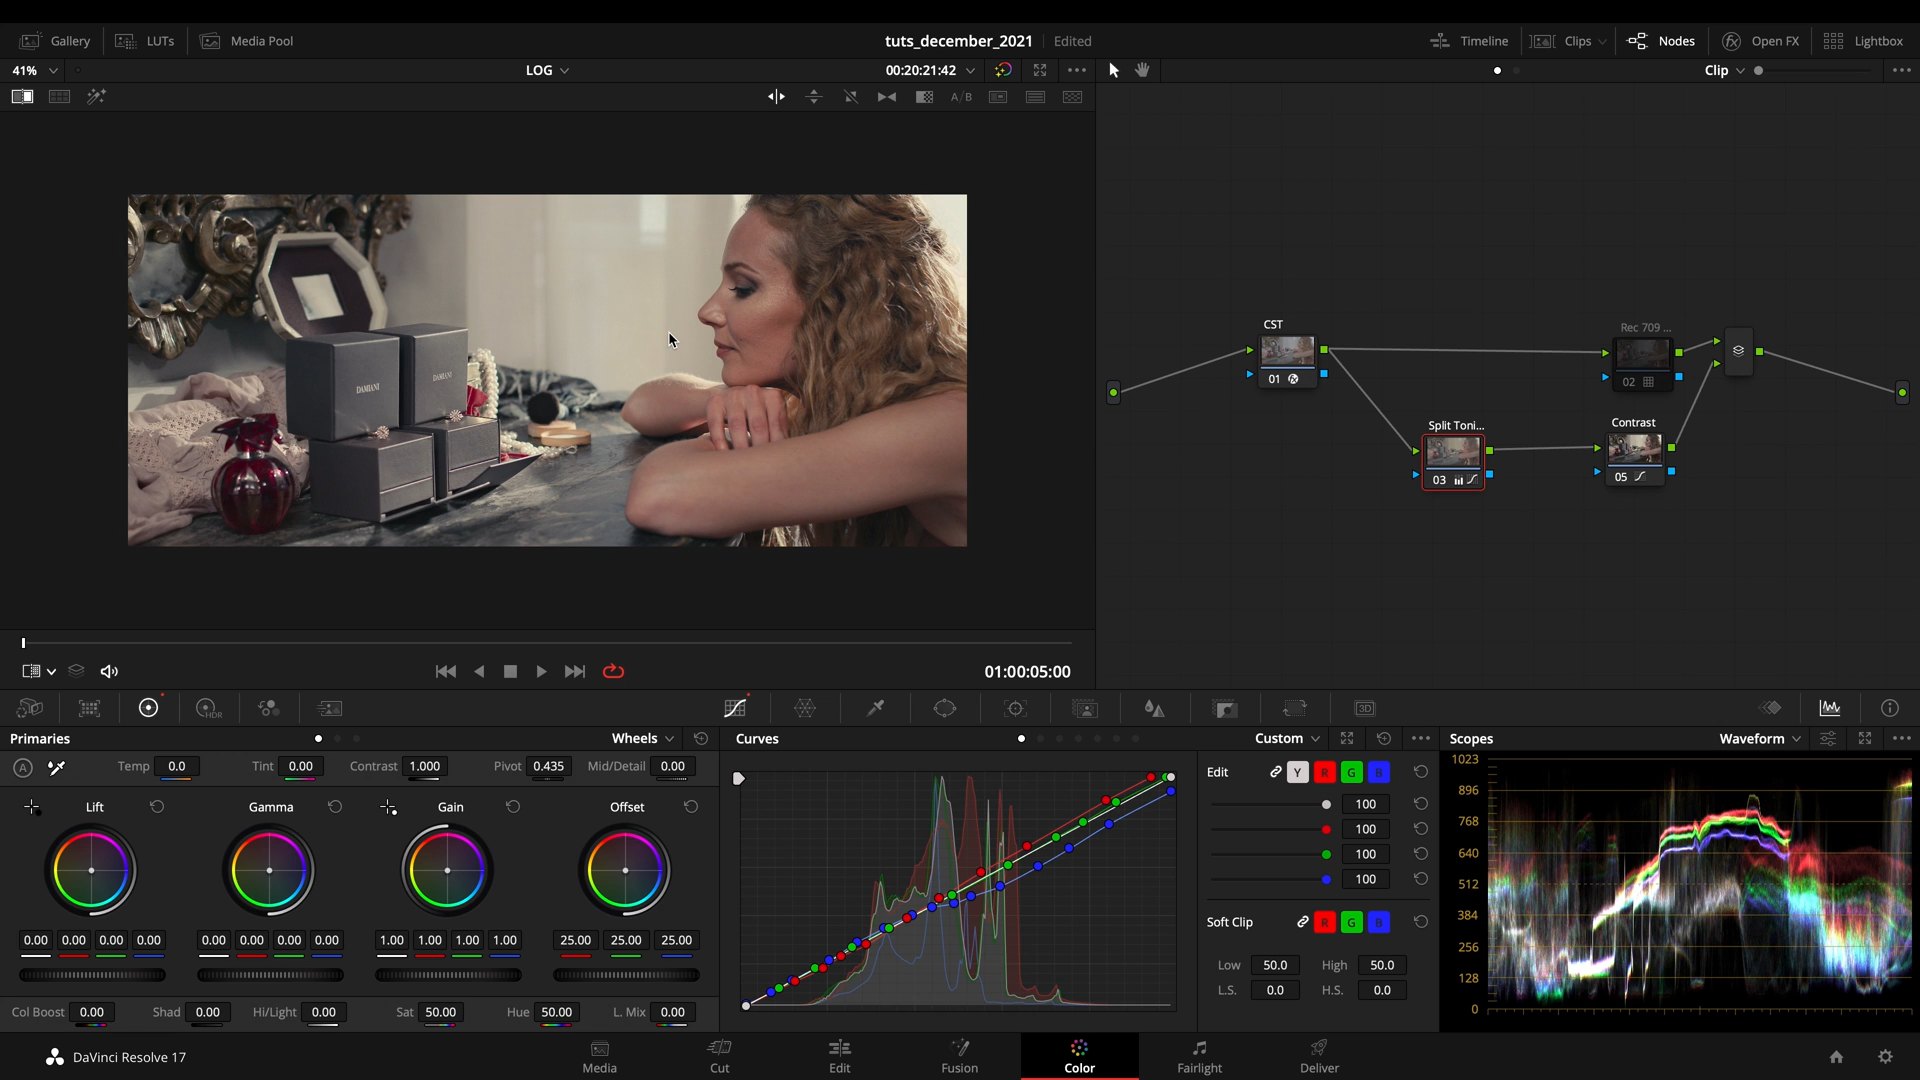 Gallery LUTs Media Pool tuts_december_2021 Edited Timeline Clips Nodes Open FX Lightbox
41% LOG 00:20:21:42 Clip
A/B
DAMIANI DAMIANI
CST
01
Rec 709 ...
02
Split Toni...
03
Contrast
05
01:00:05:00
HDR 3D
Primaries Wheels Curves Custom Scopes Waveform
A Temp 0.0 Tint 0.00 Contrast 1.000 Pivot 0.435 Mid/Detail 0.00
Lift Gamma Gain Offset
0.00 0.00 0.00 0.00 0.00 0.00 0.00 0.00 1.00 1.00 1.00 1.00 25.00 25.00 25.00
Col Boost 0.00 Shad 0.00 Hi/Light 0.00 Sat 50.00 Hue 50.00 L. Mix 0.00
Edit Y R G B
100
100
100
100
Soft Clip R G B
Low 50.0 High 50.0
L.S. 0.0 H.S. 0.0
1023
896
768
640
512
384
256
128
0
DaVinci Resolve 17 Media Cut Edit Fusion Color Fairlight Deliver